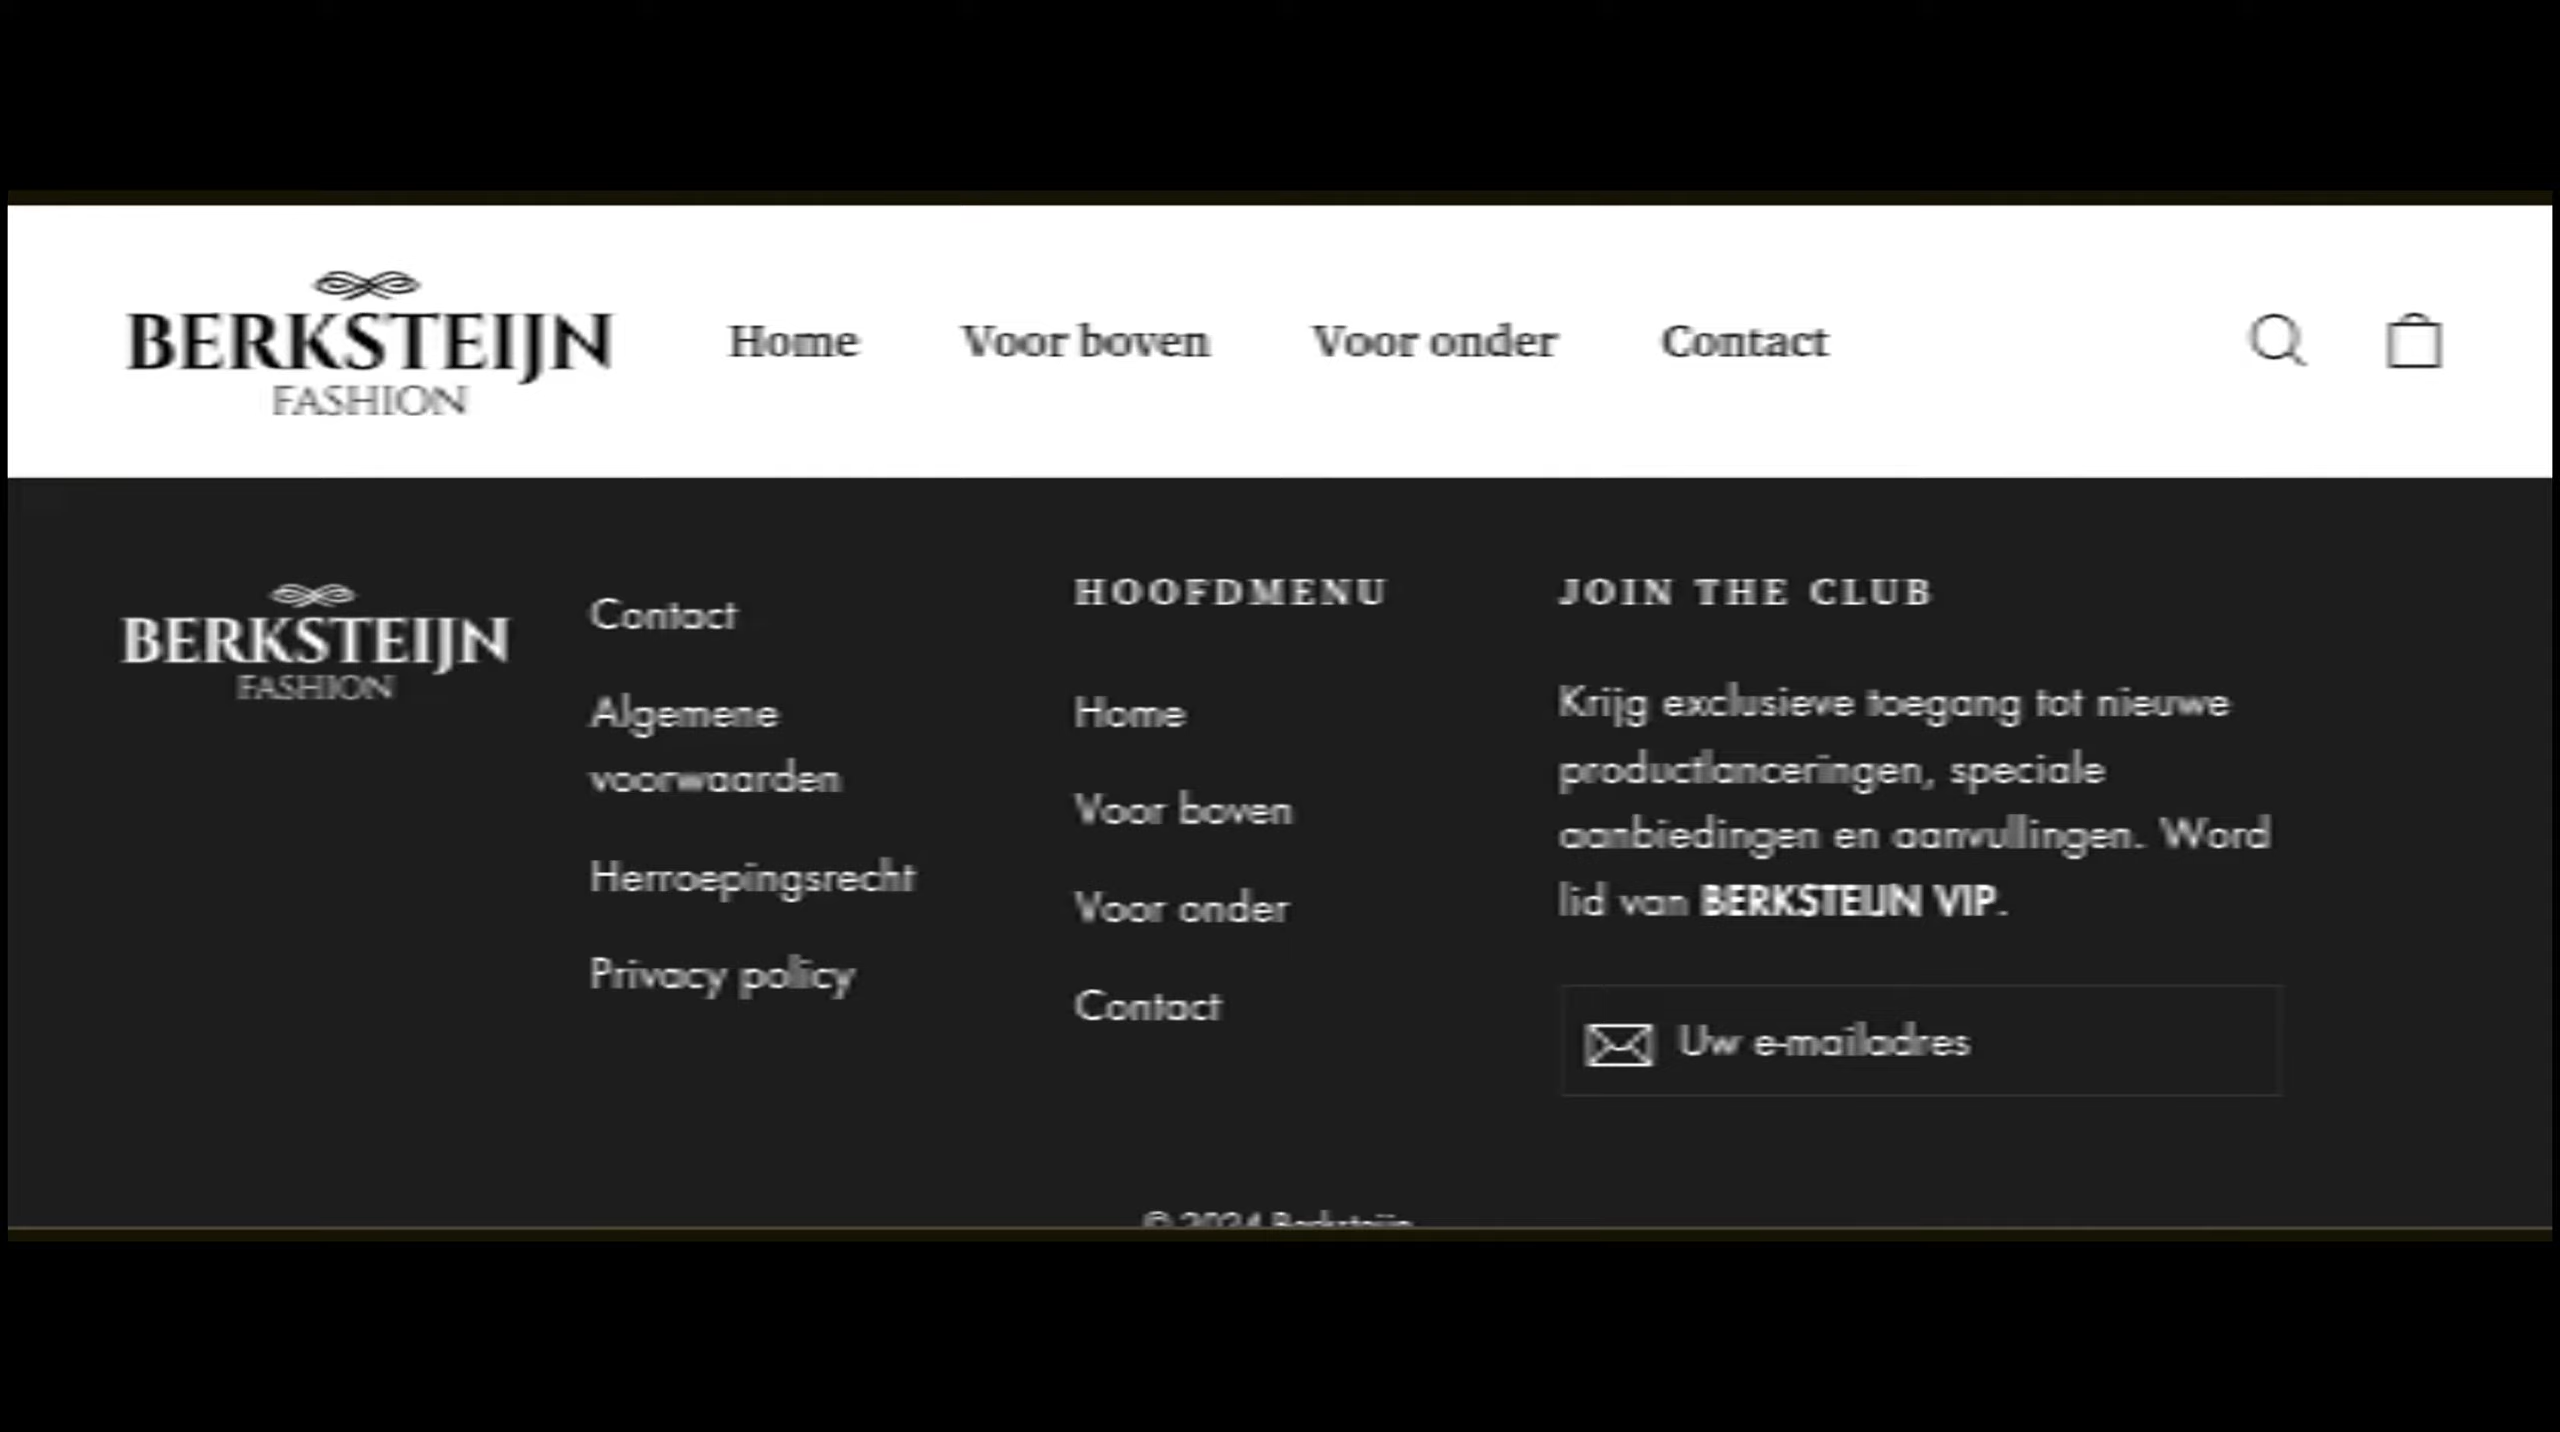 BERKSTEIJN
FASHION
Home Voor boven Voor onder Contact
BERKSTEIJN
FASHION
Contact
Algemene
voorwaarden
Herroepingsrecht
Privacy policy
HOOFDMENU
Home
Voor boven
Voor onder
Contact
JOIN THE CLUB
Krijg exclusieve toegang tot nieuwe
productlanceringen, speciale
aanbiedingen en aanvullingen. Word
lid van BERKSTEIJN VIP.
Uw e-mailadres
© 2024 Berksteijn